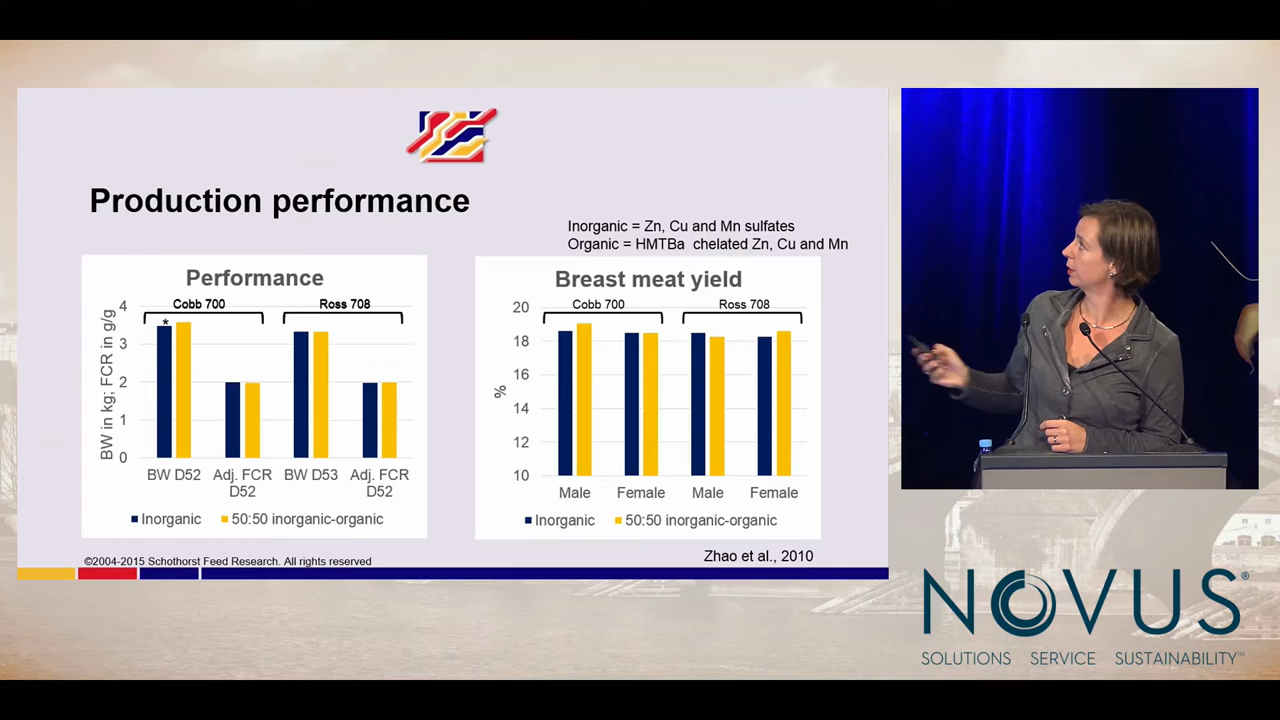 Production performance
Inorganic = Zn, Cu and Mn sulfates
Organic = HMTBa chelated Zn, Cu and Mn
Performance
Cobb 700
Ross 708
BW in kg; FCR in g/g
4
3
2
1
0
*
BW D52
Adj. FCR
D52
BW D53
Adj. FCR
D52
Inorganic
50:50 inorganic-organic
Breast meat yield
Cobb 700
Ross 708
%
20
18
16
14
12
10
Male
Female
Male
Female
Inorganic
50:50 inorganic-organic
Zhao et al., 2010
©2004-2015 Schothorst Feed Research. All rights reserved
NOVUS®
SOLUTIONS SERVICE SUSTAINABILITY™